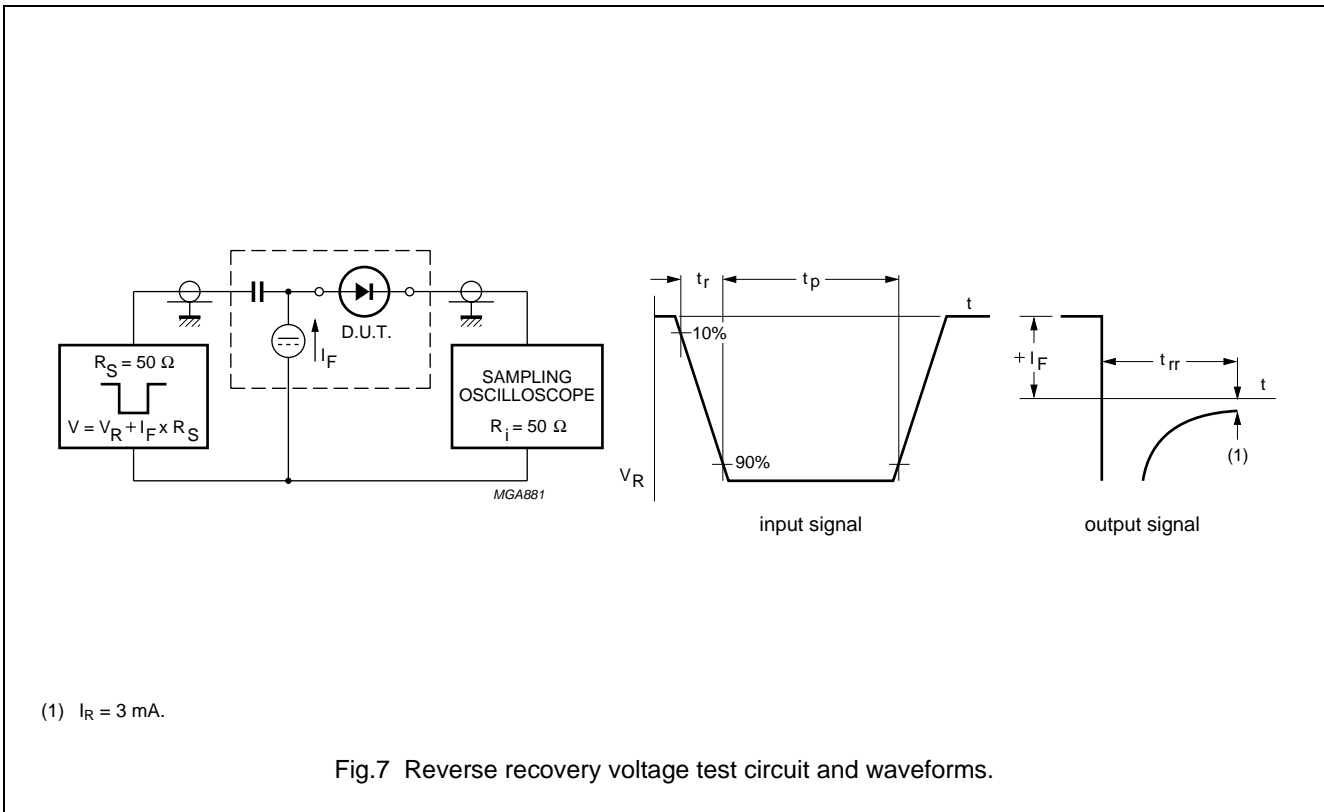 R_S = 50 Ω
V = V_R + I_F x R_S
I_F
D.U.T.
SAMPLING
OSCILLOSCOPE
R_i = 50 Ω
MGA881
t_r
t_p
t
10%
90%
V_R
input signal
+ I_F
t_rr
t
(1)
output signal
(1) I_R = 3 mA.
Fig.7 Reverse recovery voltage test circuit and waveforms.